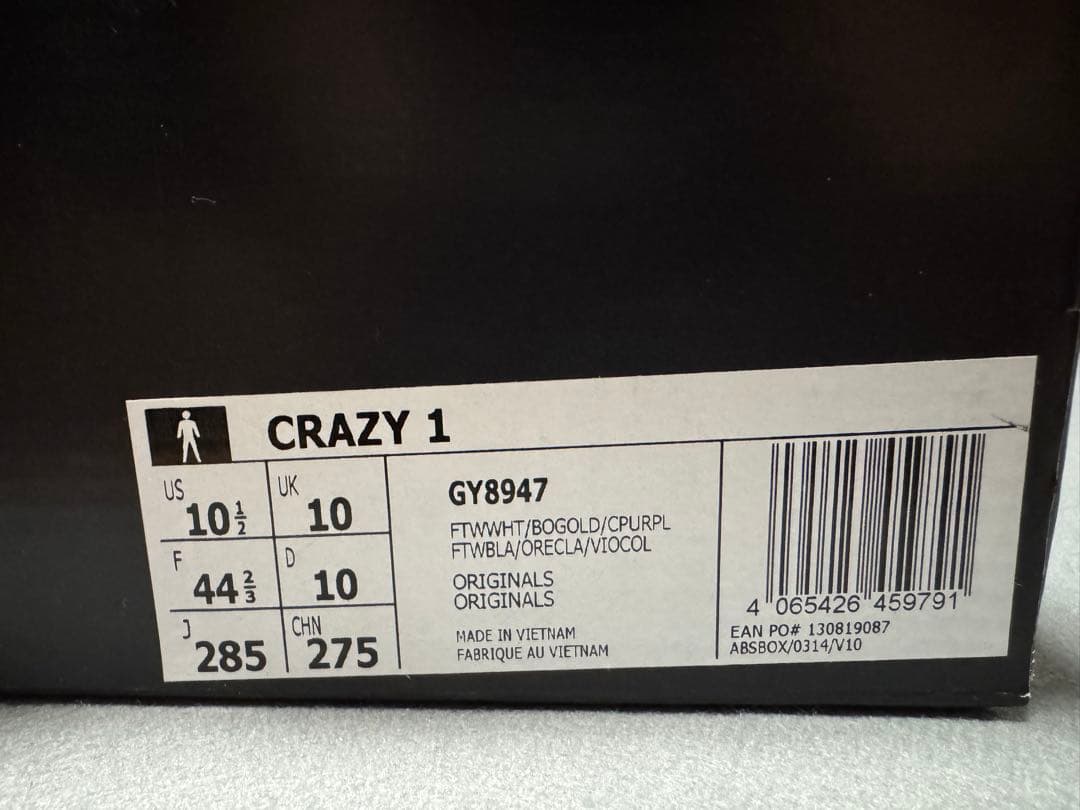 CRAZY 1
US 10½
UK 10
F 44⅔
D 10
J 285
CHN 275
GY8947
FTWWHT/BOGOLD/CPURPL
FTWBLA/ORECLA/VIOCOL
ORIGINALS
ORIGINALS
MADE IN VIETNAM
FABRIQUE AU VIETNAM
4 065426 459791
EAN PO# 130819087
ABSBOX/0314/V10